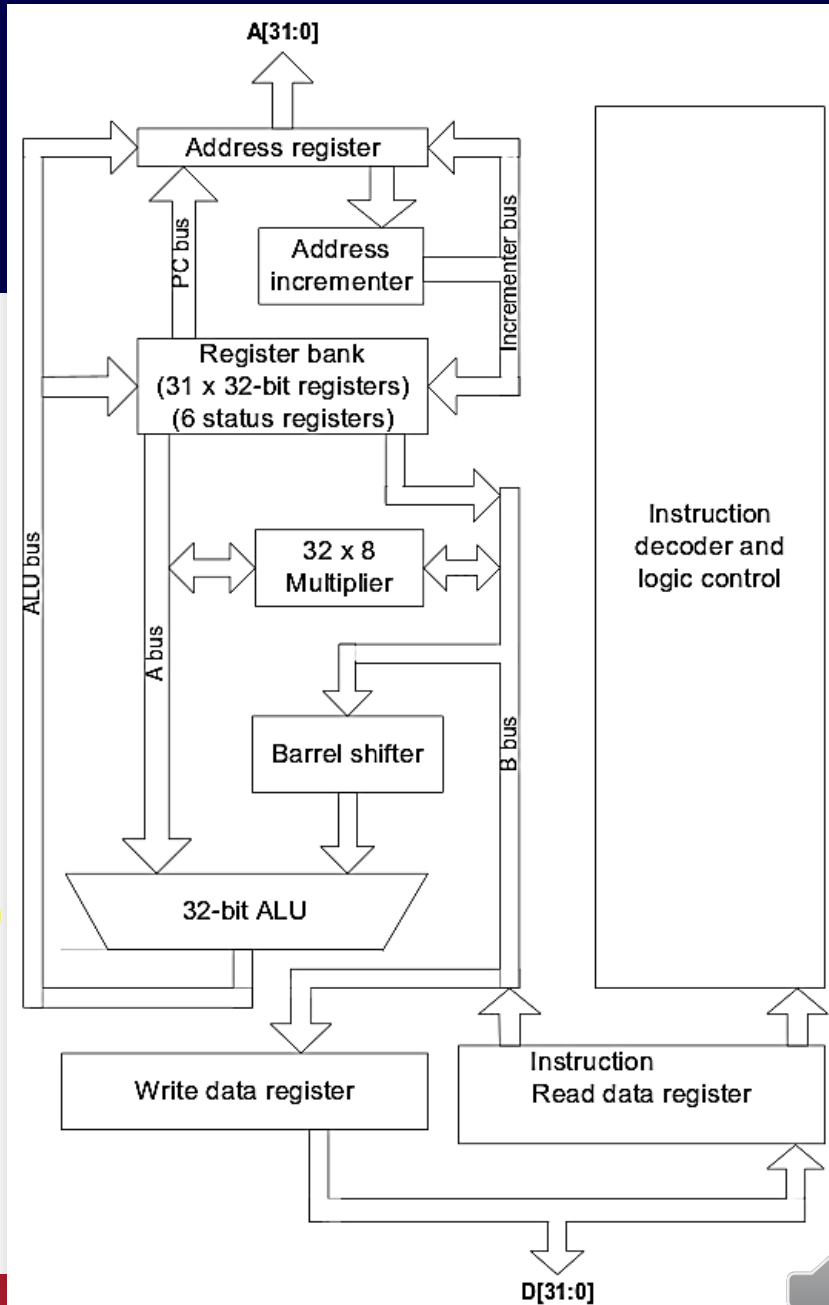 A[31:0]
Address register
PC bus
Address
incrementer
Incrementer bus
Register bank
(31 x 32-bit registers)
(6 status registers)
ALU bus
A bus
32 x 8
Multiplier
Instruction
decoder and
logic control
Barrel shifter
B bus
32-bit ALU
Write data register
Instruction
Read data register
D[31:0]